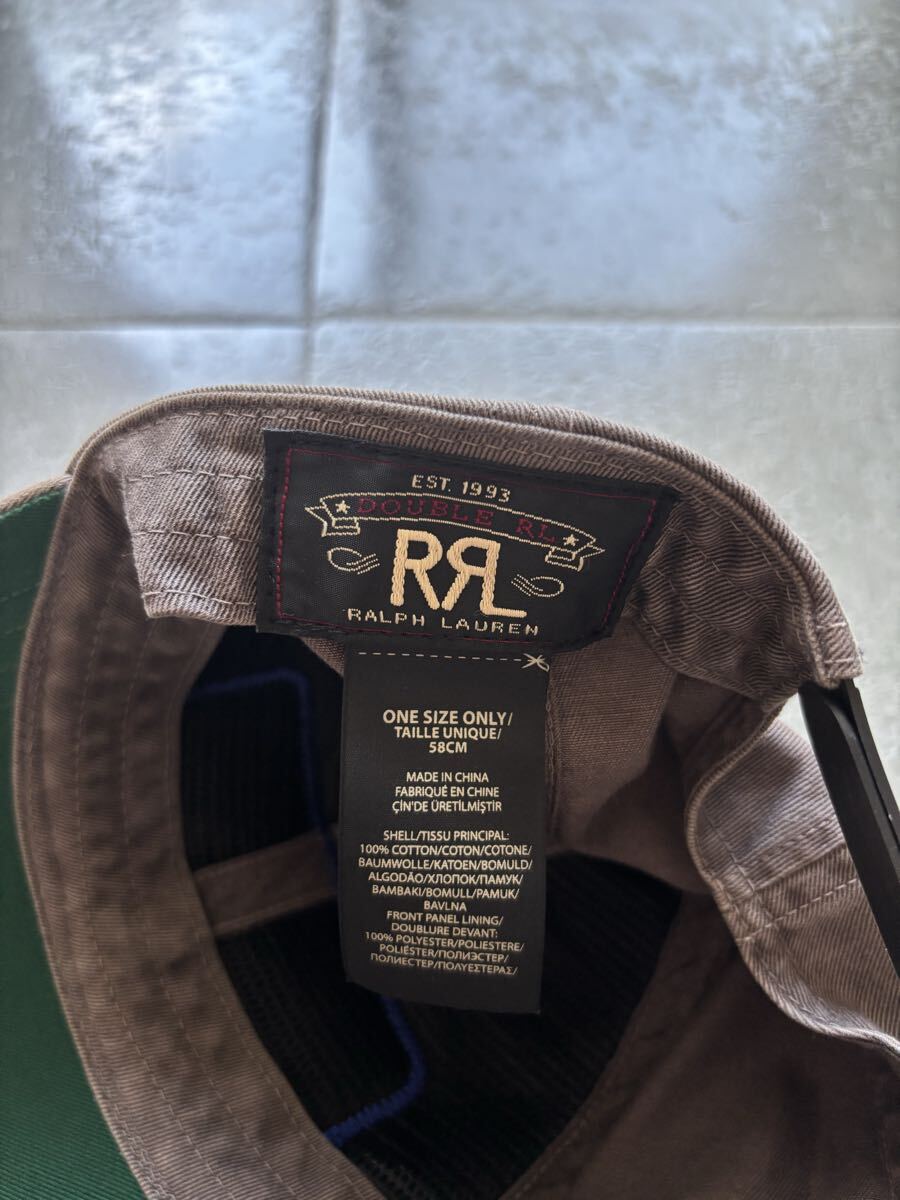 EST. 1993
DOUBLE RL
RRL
RALPH LAUREN
ONE SIZE ONLY/
TAILLE UNIQUE/
58CM
MADE IN CHINA
FABRIQUÉ EN CHINE
ÇİN'DE ÜRETİLMİŞTİR
SHELL/TISSU PRINCIPAL:
100% COTTON/COTON/COTONE/
BAUMWOLLE/KATOEN/BOMULD/
ALGODÃO/ХЛОПОК/ПАМУК/
BAMBAKI/BOMULL/PAMUK/
BAVLNA
FRONT PANEL LINING/
DOUBLURE DEVANT:
100% POLYESTER/POLIESTERE/
POLIÉSTER/ПОЛИЭСТЕР/
ПОЛИЕСТЕР/ΠΟΛΥΕΣΤΕΡΑΣ/